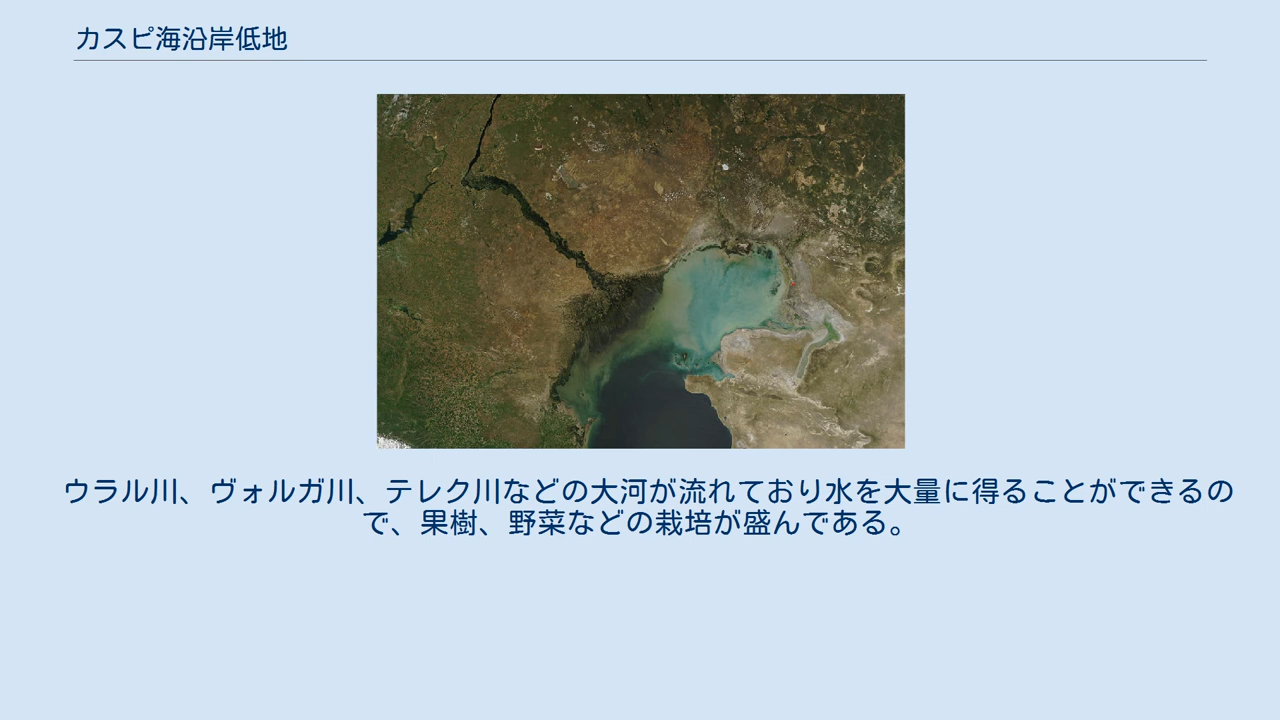 カスピ海沿岸低地
ウラル川、ヴォルガ川、テレク川などの大河が流れており水を大量に得ることができるの
で、果樹、野菜などの栽培が盛んである。